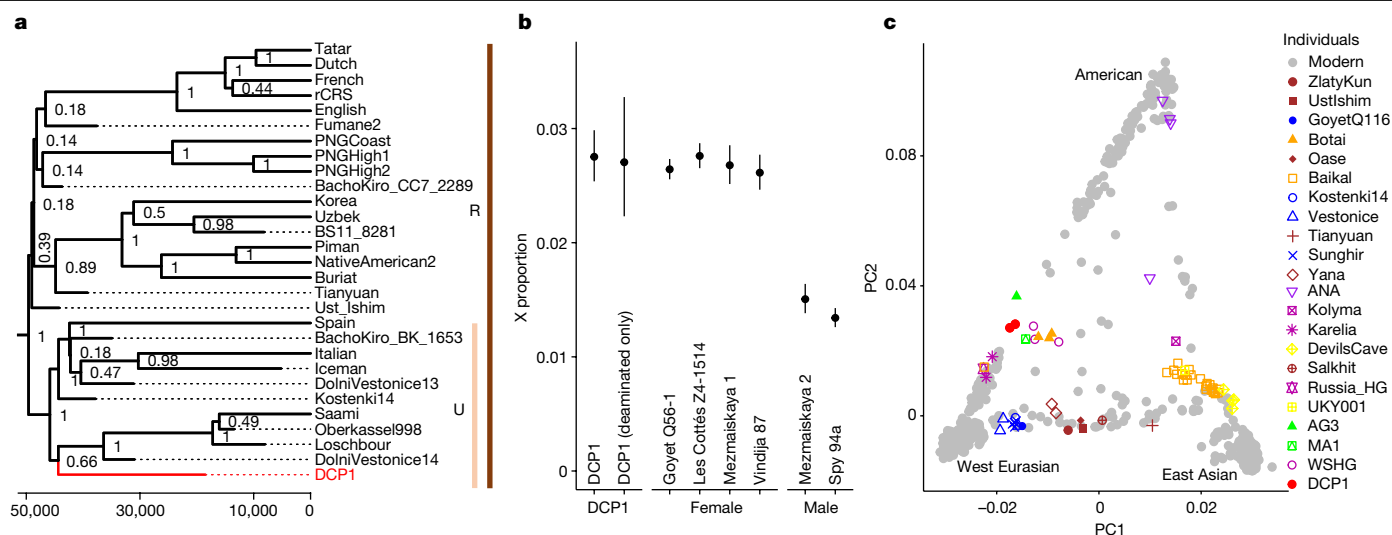 a
Tatar
Dutch
French
rCRS
English
Fumane2
PNGCoast
PNGHigh1
PNGHigh2
BachoKiro_CC7_2289
Korea
Uzbek
BS11_8281
Piman
NativeAmerican2
Buriat
Tianyuan
Ust_Ishim
Spain
BachoKiro_BK_1653
Italian
Iceman
DolniVestonice13
Kostenki14
Saami
Oberkassel998
Loschbour
DolniVestonice14
DCP1
1
1
0.44
1
0.18
0.14
1
1
0.14
0.18
0.5
0.98
1
0.39
0.89
1
1
1
1
0.18
0.98
0.47
1
0.49
1
1
1
0.66
R
U
50,000
30,000
10,000
0
b
X proportion
0.03
0.02
0.01
0
DCP1
DCP1 (deaminated only)
Goyet Q56-1
Les Cottés Z4-1514
Mezmaiskaya 1
Vindija 87
Mezmaiskaya 2
Spy 94a
DCP1
Female
Male
c
PC2
0.08
0.04
0
American
West Eurasian
East Asian
−0.02
0
0.02
PC1
Individuals
Modern
ZlatyKun
UstIshim
GoyetQ116
Botai
Oase
Baikal
Kostenki14
Vestonice
Tianyuan
Sunghir
Yana
ANA
Kolyma
Karelia
DevilsCave
Salkhit
Russia_HG
UKY001
AG3
MA1
WSHG
DCP1